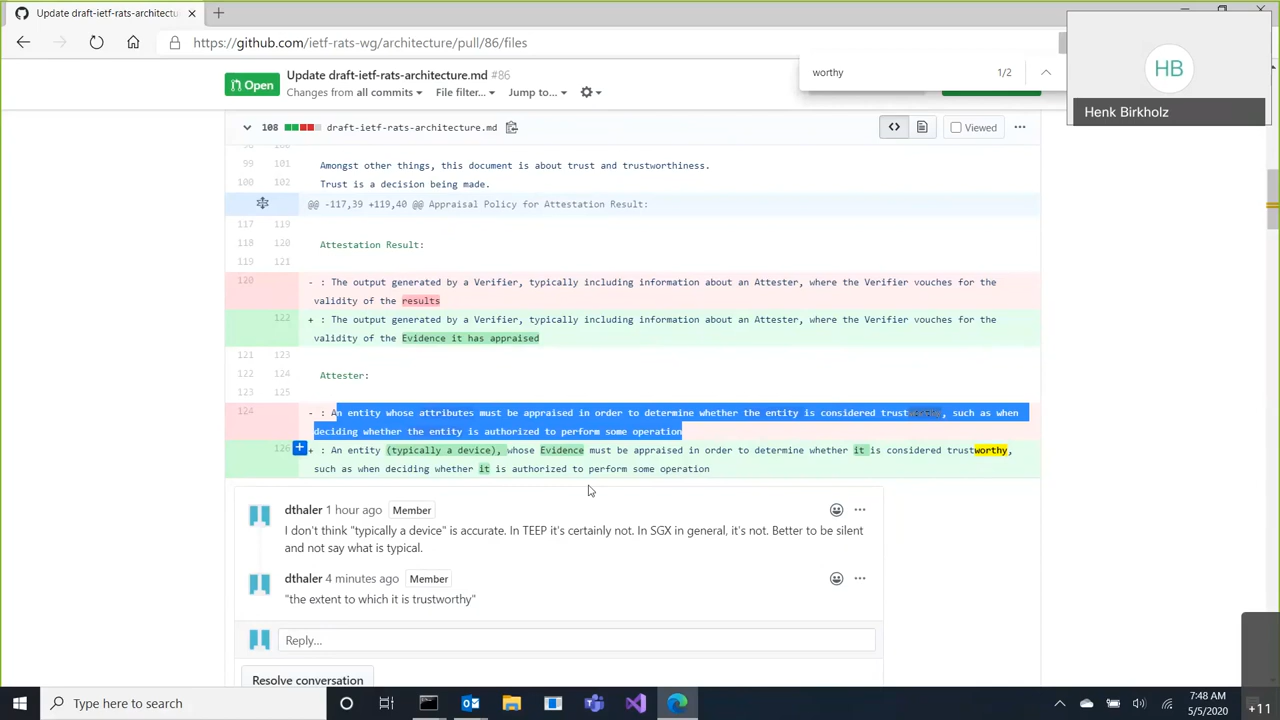 Update draft-ietf-rats-architectu
https://github.com/ietf-rats-wg/architecture/pull/86/files
worthy 1/2
HB
Henk Birkholz
Open
Update draft-ietf-rats-architecture.md #86
Changes from all commits File filter... Jump to...
108 draft-ietf-rats-architecture.md Viewed
99 101 Amongst other things, this document is about trust and trustworthiness.
100 102 Trust is a decision being made.
@@ -117,39 +119,40 @@ Appraisal Policy for Attestation Result:
117 119
118 120 Attestation Result:
119 121
120 - : The output generated by a Verifier, typically including information about an Attester, where the Verifier vouches for the
validity of the results
122 + : The output generated by a Verifier, typically including information about an Attester, where the Verifier vouches for the
validity of the Evidence it has appraised
121 123
122 124 Attester:
123 125
124 - : An entity whose attributes must be appraised in order to determine whether the entity is considered trustworthy, such as when
deciding whether the entity is authorized to perform some operation
126 + : An entity (typically a device), whose Evidence must be appraised in order to determine whether it is considered trustworthy,
such as when deciding whether it is authorized to perform some operation
dthaler 1 hour ago Member
I don't think "typically a device" is accurate. In TEEP it's certainly not. In SGX in general, it's not. Better to be silent
and not say what is typical.
dthaler 4 minutes ago Member
"the extent to which it is trustworthy"
Reply...
Resolve conversation
Type here to search
7:48 AM
5/5/2020
+11